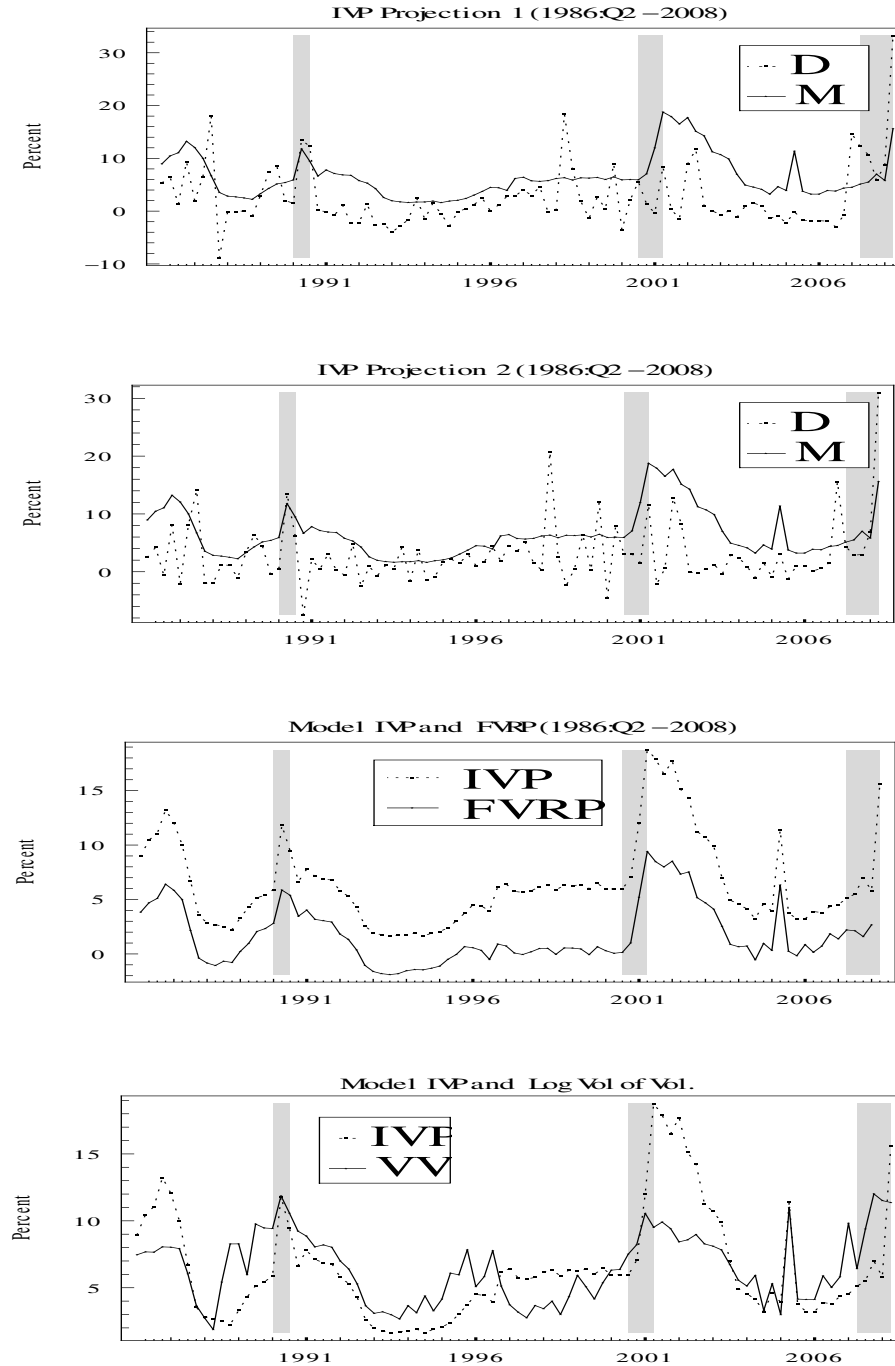 IVP Projection 1 (1986:Q2−2008)
D
M
Percent
30
20
10
0
−10
1991 1996 2001 2006
IVP Projection 2 (1986:Q2−2008)
D
M
Percent
30
20
10
0
1991 1996 2001 2006
Model IVP and FVRP (1986:Q2−2008)
IVP
FVRP
Percent
15
10
5
0
1991 1996 2001 2006
Model IVP and Log Vol of Vol.
IVP
VV
Percent
15
10
5
1991 1996 2001 2006